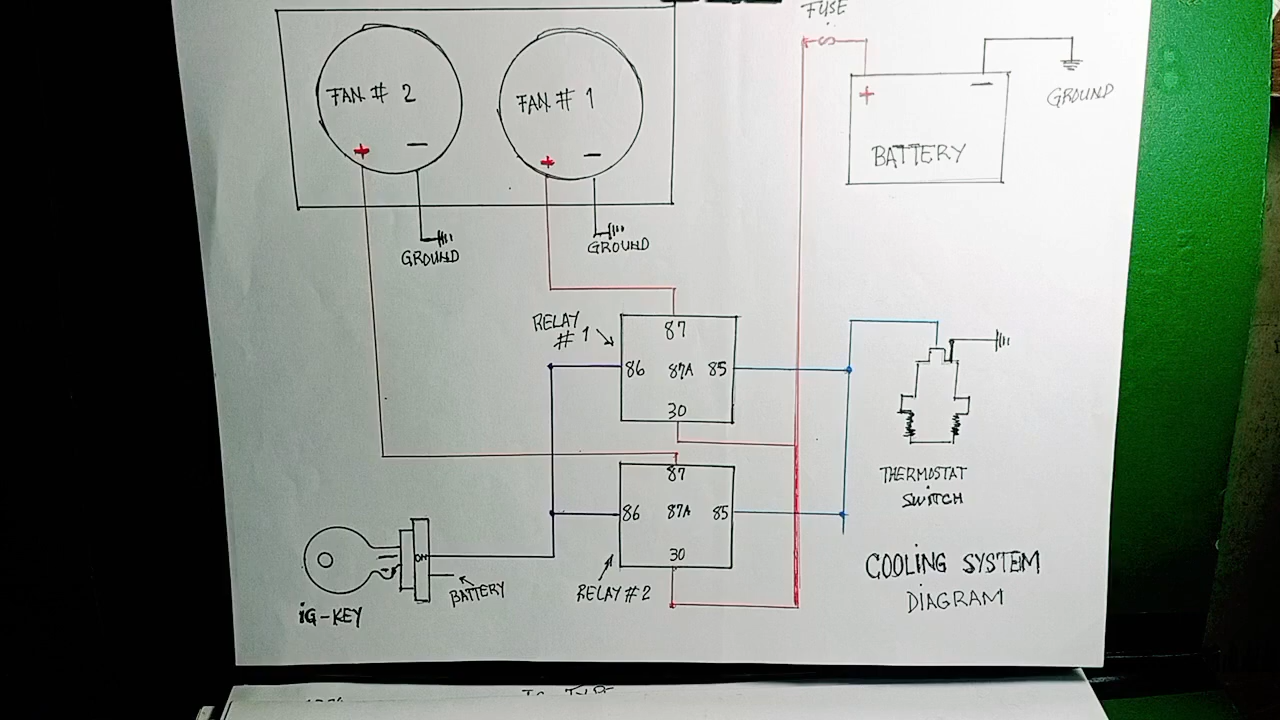 FUSE
FAN # 2
FAN # 1
+
−
+
−
+
−
BATTERY
GROUND
GROUND
GROUND
RELAY
# 1
87
86 87A 85
30
87
86 87A 85
30
RELAY # 2
THERMOSTAT
SWITCH
ON
BATTERY
iG-KEY
COOLING SYSTEM
DIAGRAM